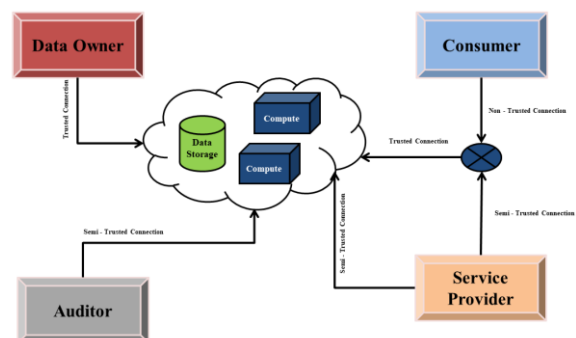 Data Owner
Consumer
Trusted Connection
Compute
Non - Trusted Connection
Data
Storage
Trusted Connection
Compute
Semi - Trusted Connection
Semi - Trusted Connection
Semi - Trusted Connection
Service
Provider
Auditor